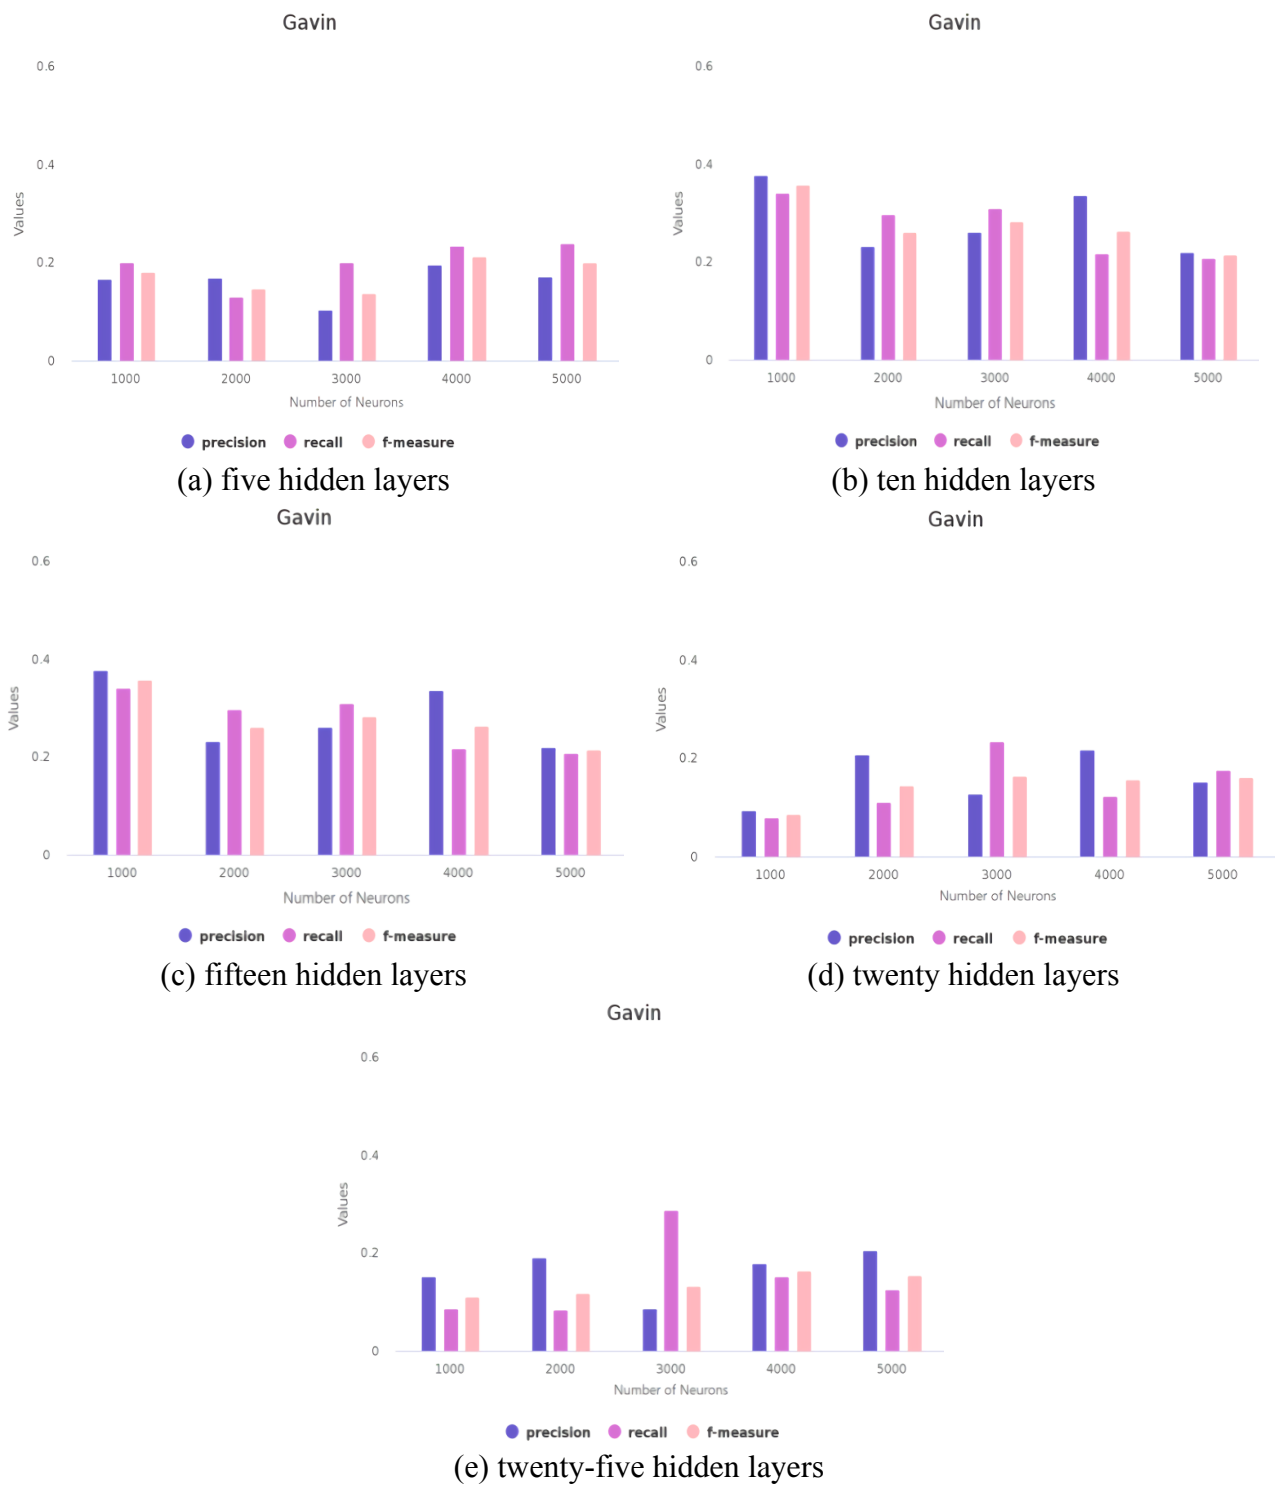 Gavin
0.6
0.4
0.2
0
Values
1000 2000 3000 4000 5000
Number of Neurons
precision recall f-measure
(a) five hidden layers
Gavin
0.6
0.4
0.2
0
Values
1000 2000 3000 4000 5000
Number of Neurons
precision recall f-measure
(b) ten hidden layers
Gavin
0.6
0.4
0.2
0
Values
1000 2000 3000 4000 5000
Number of Neurons
precision recall f-measure
(c) fifteen hidden layers
Gavin
0.6
0.4
0.2
0
Values
1000 2000 3000 4000 5000
Number of Neurons
precision recall f-measure
(d) twenty hidden layers
Gavin
0.6
0.4
0.2
0
Values
1000 2000 3000 4000 5000
Number of Neurons
precision recall f-measure
(e) twenty-five hidden layers